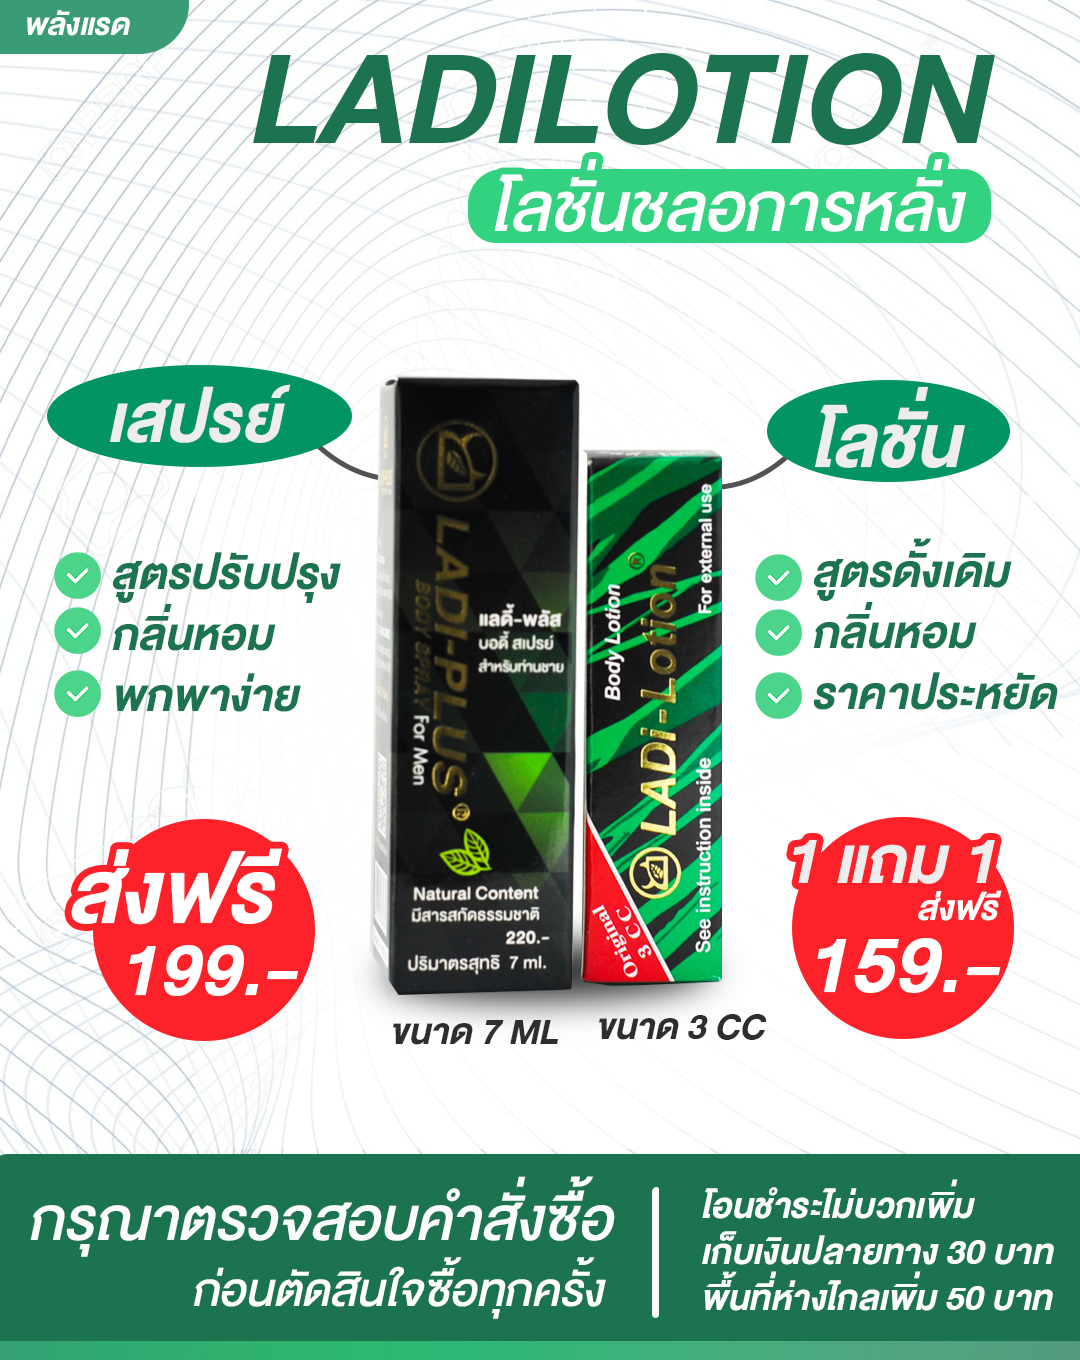 พลังแรด
LADILOTION
โลชั่นชลอการหลั่ง
เสปรย์
โลชั่น
สูตรปรับปรุง
กลิ่นหอม
พกพาง่าย
สูตรดั้งเดิม
กลิ่นหอม
ราคาประหยัด
LADI-PLUS
BODY SPRAY For Men
แลดี้-พลัส
บอดี้ สเปรย์
สำหรับท่านชาย
Natural Content
มีสารสกัดธรรมชาติ
220.-
ปริมาตรสุทธิ 7 ml.
Body Lotion
LADi-Lotion
For external use
See instruction inside
Original
3 CC
ส่งฟรี
199.-
1 แถม 1
ส่งฟรี
159.-
ขนาด 7 ML
ขนาด 3 CC
กรุณาตรวจสอบคำสั่งซื้อ
ก่อนตัดสินใจซื้อทุกครั้ง
โอนชำระไม่บวกเพิ่ม
เก็บเงินปลายทาง 30 บาท
พื้นที่ห่างไกลเพิ่ม 50 บาท